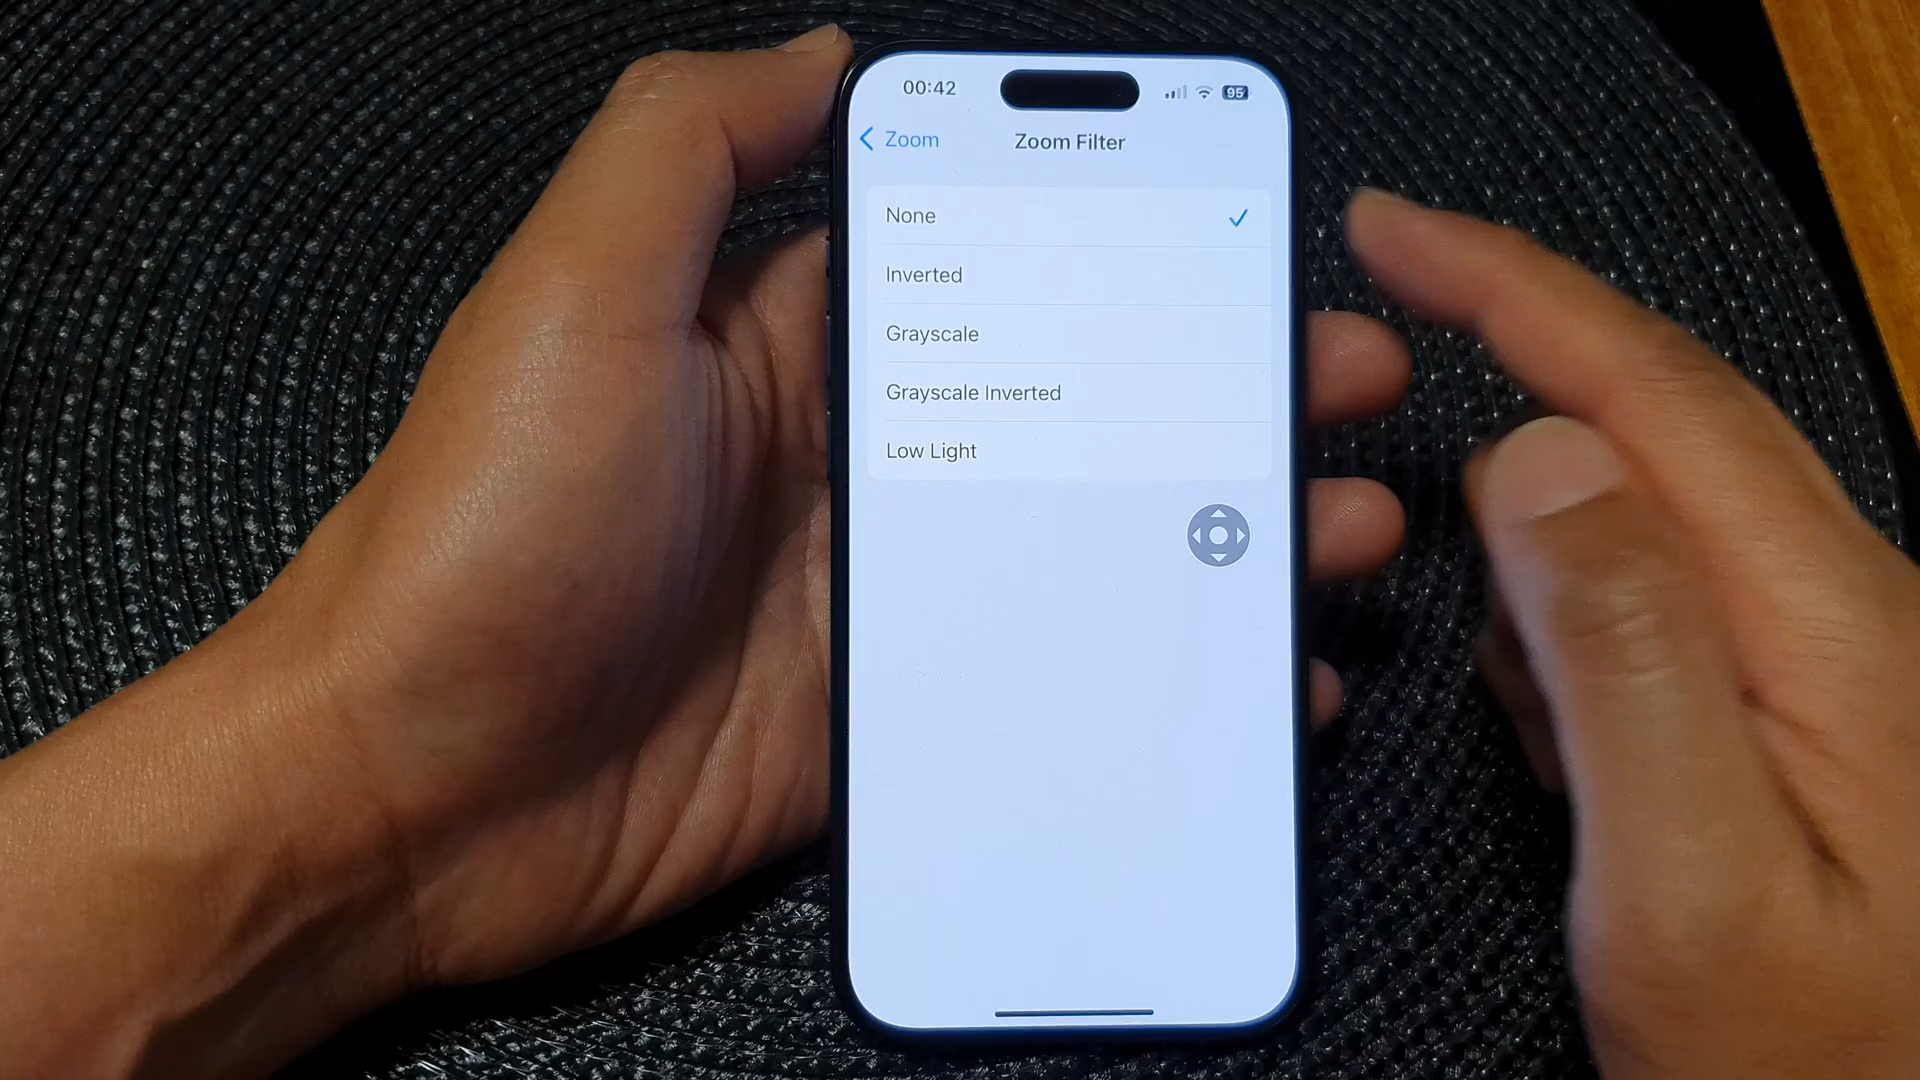 00:42
95
Zoom
Zoom Filter
None
Inverted
Grayscale
Grayscale Inverted
Low Light